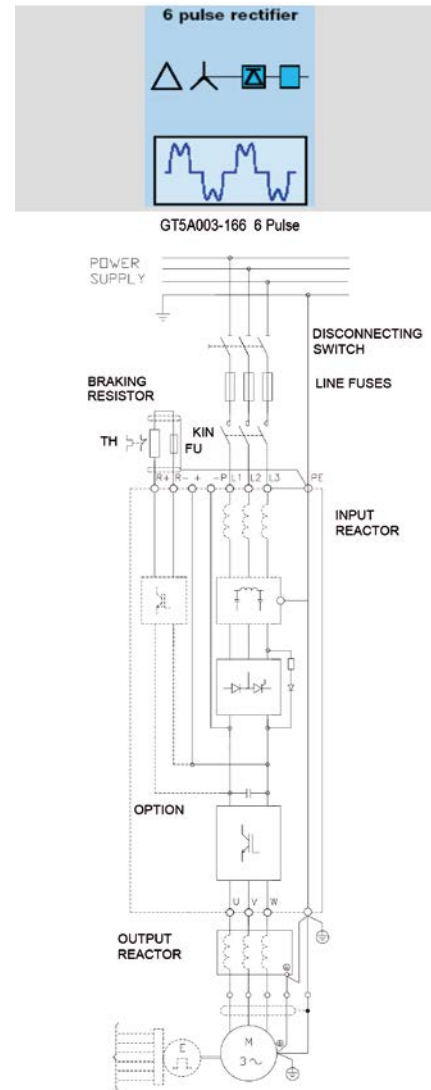 6 pulse rectifier
GT5A003-166 6 Pulse
POWER
SUPPLY
DISCONNECTING
SWITCH
BRAKING
RESISTOR
LINE FUSES
TH
FU
KIN
R+ R- + -P L1 L2 L3 PE
INPUT
REACTOR
OPTION
U V W
OUTPUT
REACTOR
E
M
3~